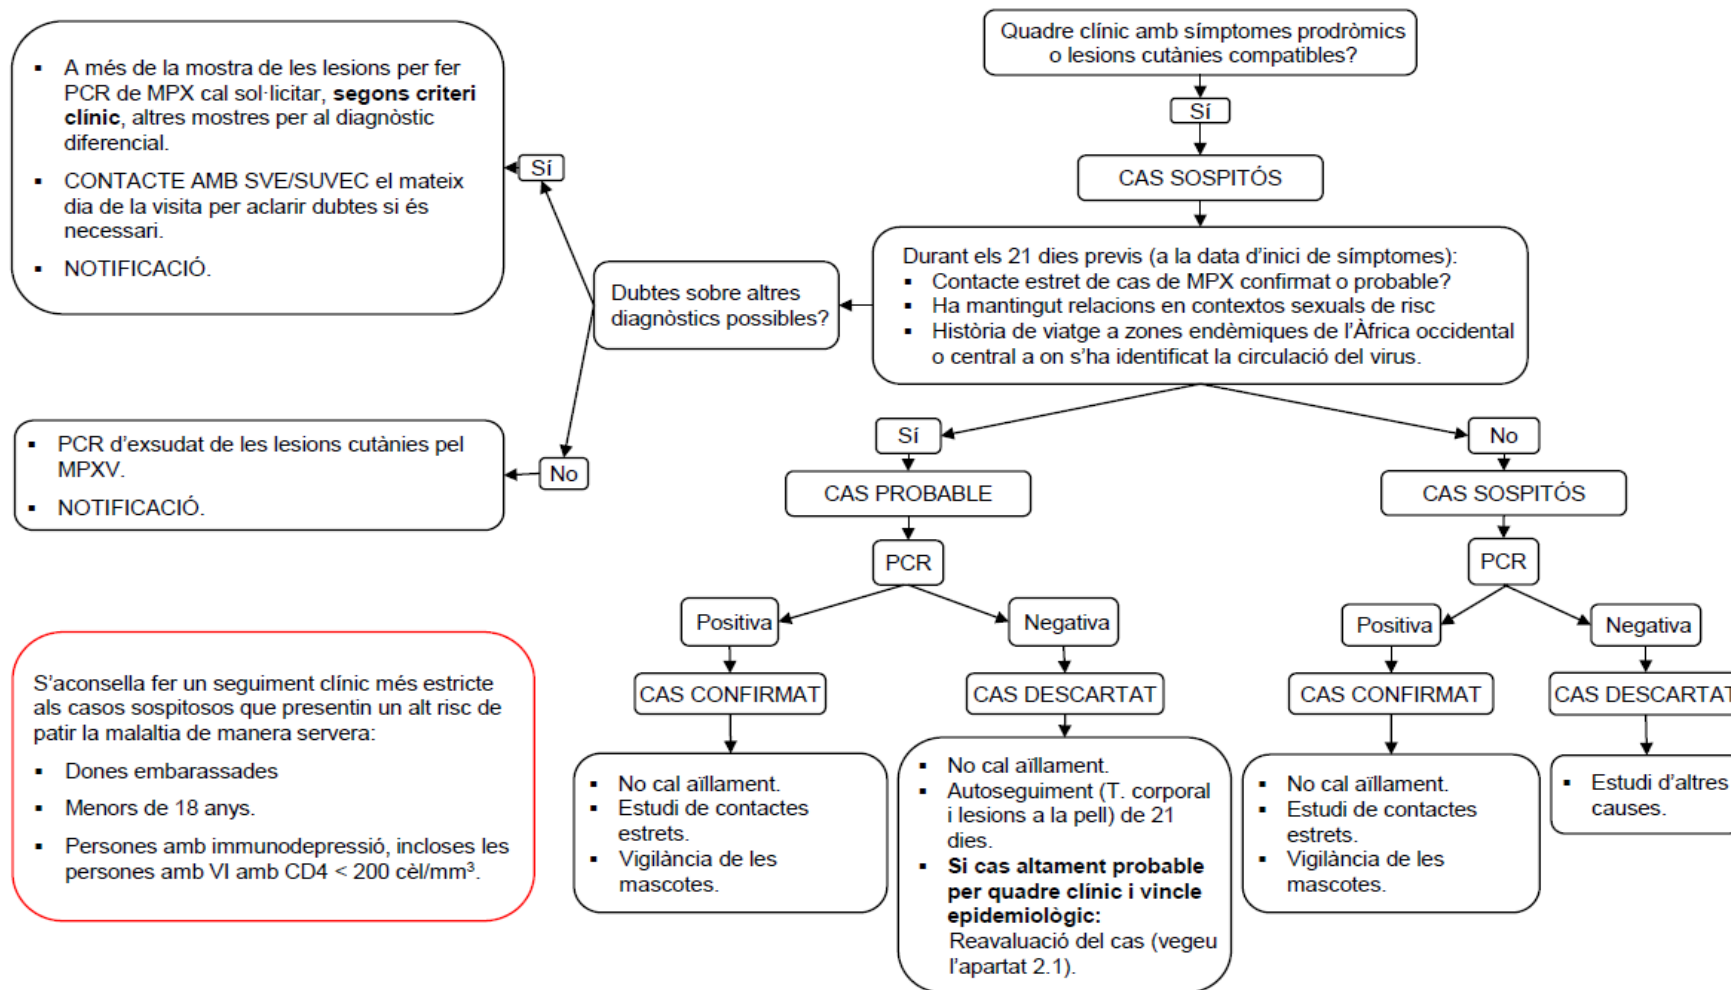 Quadre clínic amb símptomes prodròmics
o lesions cutànies compatibles?
Sí
CAS SOSPITÓS
Durant els 21 dies previs (a la data d'inici de símptomes):
▪ Contacte estret de cas de MPX confirmat o probable?
▪ Ha mantingut relacions en contextos sexuals de risc
▪ Història de viatge a zones endèmiques de l'Àfrica occidental
o central a on s'ha identificat la circulació del virus.
Dubtes sobre altres
diagnòstics possibles?
Sí
▪ A més de la mostra de les lesions per fer
PCR de MPX cal sol·licitar, segons criteri
clínic, altres mostres per al diagnòstic
diferencial.
▪ CONTACTE AMB SVE/SUVEC el mateix
dia de la visita per aclarir dubtes si és
necessari.
▪ NOTIFICACIÓ.
No
▪ PCR d'exsudat de les lesions cutànies pel
MPXV.
▪ NOTIFICACIÓ.
Sí
CAS PROBABLE
PCR
Positiva
CAS CONFIRMAT
▪ No cal aïllament.
▪ Estudi de contactes
estrets.
▪ Vigilància de les
mascotes.
Negativa
CAS DESCARTAT
▪ No cal aïllament.
▪ Autoseguiment (T. corporal
i lesions a la pell) de 21
dies.
▪ Si cas altament probable
per quadre clínic i vincle
epidemiològic:
Reavaluació del cas (vegeu
l'apartat 2.1).
No
CAS SOSPITÓS
PCR
Positiva
CAS CONFIRMAT
▪ No cal aïllament.
▪ Estudi de contactes
estrets.
▪ Vigilància de les
mascotes.
Negativa
CAS DESCARTAT
▪ Estudi d'altres
causes.
S'aconsella fer un seguiment clínic més estricte
als casos sospitosos que presentin un alt risc de
patir la malaltia de manera servera:
▪ Dones embarassades
▪ Menors de 18 anys.
▪ Persones amb immunodepressió, incloses les
persones amb VI amb CD4 < 200 cèl/mm³.